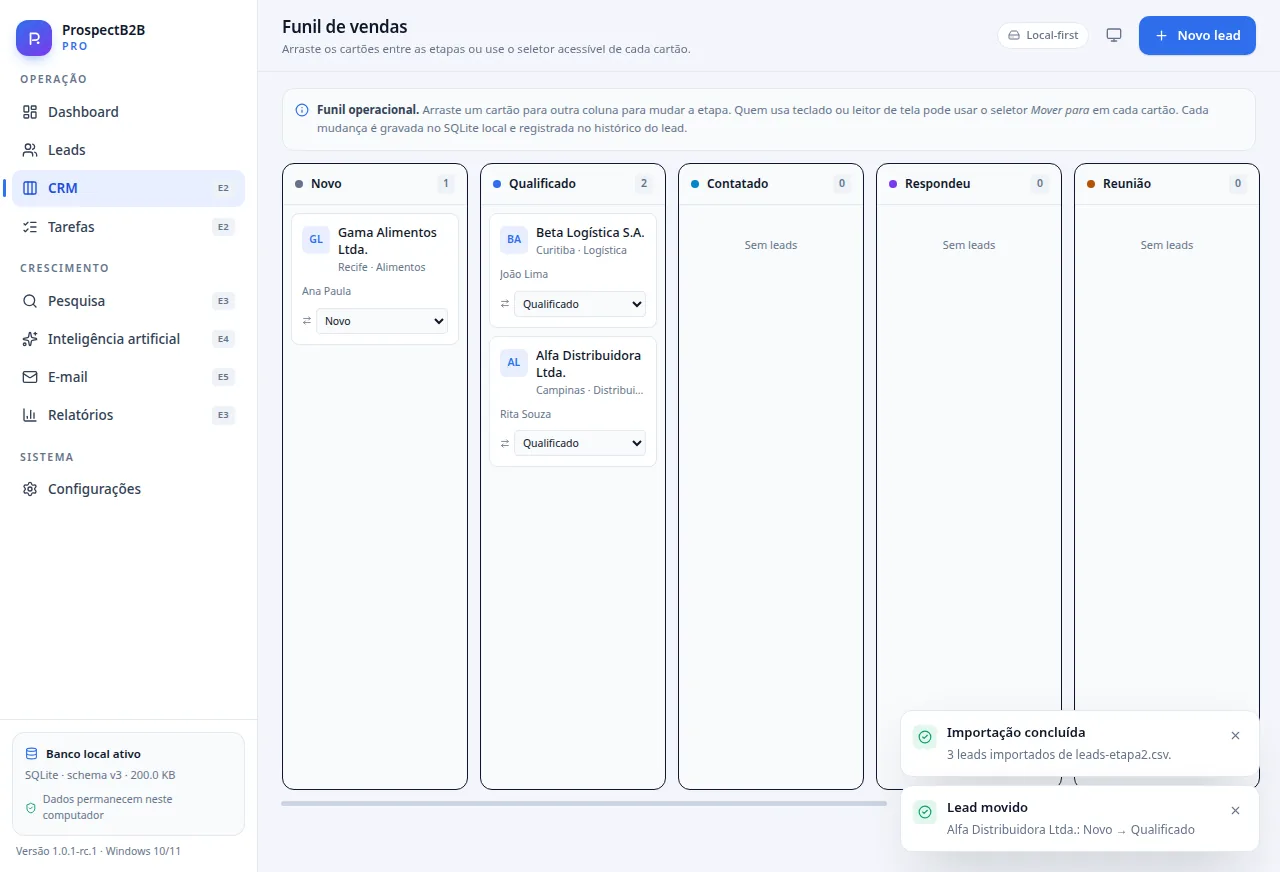 ProspectB2B
PRO
OPERAÇÃO
Dashboard
Leads
CRM E2
Tarefas E2
CRESCIMENTO
Pesquisa E3
Inteligência artificial E4
E-mail E5
Relatórios E3
SISTEMA
Configurações
Banco local ativo
SQLite · schema v3 · 200.0 KB
Dados permanecem neste
computador
Versão 1.0.1-rc.1 · Windows 10/11
Funil de vendas
Arraste os cartões entre as etapas ou use o seletor acessível de cada cartão.
Local-first
Novo lead
Funil operacional. Arraste um cartão para outra coluna para mudar a etapa. Quem usa teclado ou leitor de tela pode usar o seletor Mover para em cada cartão. Cada
mudança é gravada no SQLite local e registrada no histórico do lead.
Novo 1
GL
Gama Alimentos
Ltda.
Recife · Alimentos
Ana Paula
Novo
Qualificado 2
BA
Beta Logística S.A.
Curitiba · Logística
João Lima
Qualificado
AL
Alfa Distribuidora
Ltda.
Campinas · Distribui...
Rita Souza
Qualificado
Contatado 0
Sem leads
Respondeu 0
Sem leads
Reunião 0
Sem leads
Importação concluída
3 leads importados de leads-etapa2.csv.
Lead movido
Alfa Distribuidora Ltda.: Novo → Qualificado